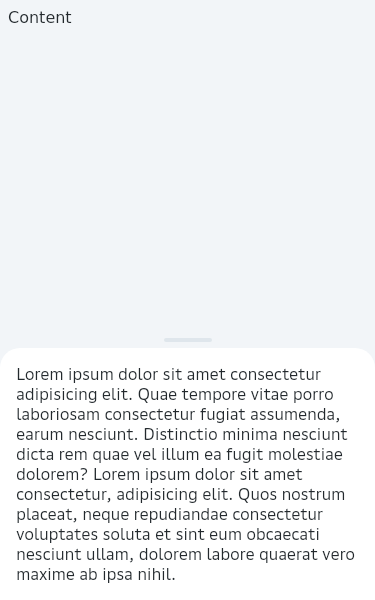 Content
Lorem ipsum dolor sit amet consectetur
adipisicing elit. Quae tempore vitae porro
laboriosam consectetur fugiat assumenda,
earum nesciunt. Distinctio minima nesciunt
dicta rem quae vel illum ea fugit molestiae
dolorem? Lorem ipsum dolor sit amet
consectetur, adipisicing elit. Quos nostrum
placeat, neque repudiandae consectetur
voluptates soluta et sint eum obcaecati
nesciunt ullam, dolorem labore quaerat vero
maxime ab ipsa nihil.